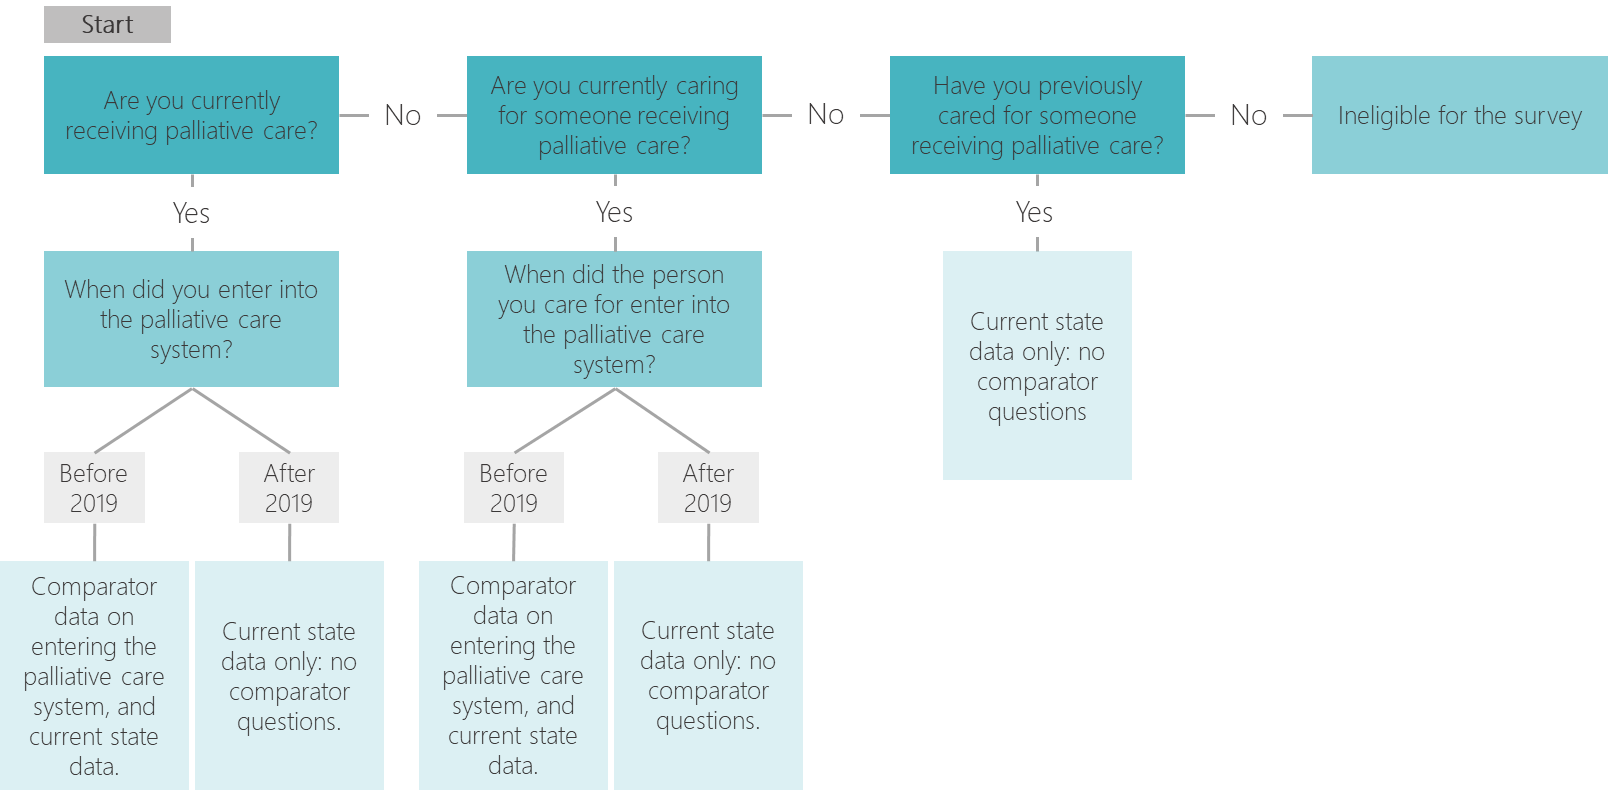 Start
Are you currently
receiving palliative care?
No
Are you currently caring
for someone receiving
palliative care?
No
Have you previously
cared for someone
receiving palliative care?
No
Ineligible for the survey
Yes
Yes
Yes
When did you enter into
the palliative care
system?
When did the person
you care for enter into
the palliative care
system?
Current state
data only: no
comparator
questions
Before
2019
After
2019
Before
2019
After
2019
Comparator
data on
entering the
palliative care
system, and
current state
data.
Current state
data only: no
comparator
questions.
Comparator
data on
entering the
palliative care
system, and
current state
data.
Current state
data only: no
comparator
questions.